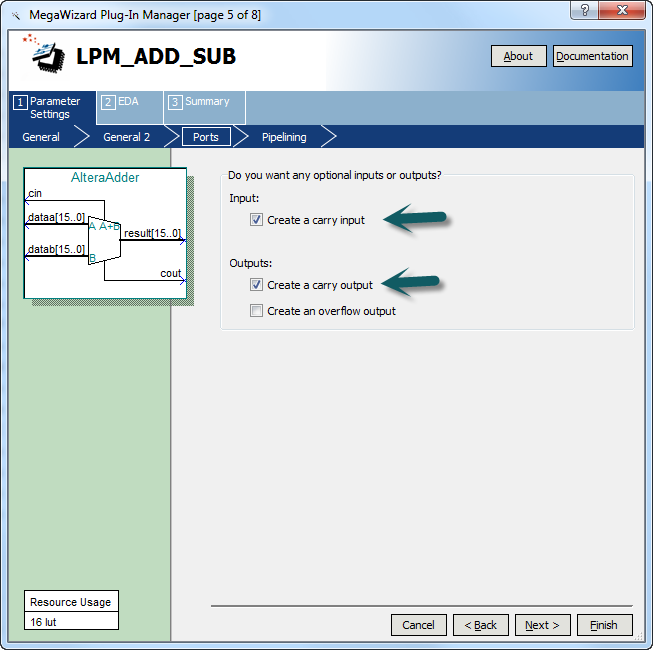 MegaWizard Plug-In Manager [page 5 of 8]
?
X
LPM_ADD_SUB
About
Documentation
1 Parameter Settings
2 EDA
3 Summary
General
General 2
Ports
Pipelining
AlteraAdder
cin
dataa[15..0]
A A+B
result[15..0]
datab[15..0]
B
cout
Do you want any optional inputs or outputs?
Input:
Create a carry input
Outputs:
Create a carry output
Create an overflow output
Resource Usage
16 lut
Cancel
< Back
Next >
Finish